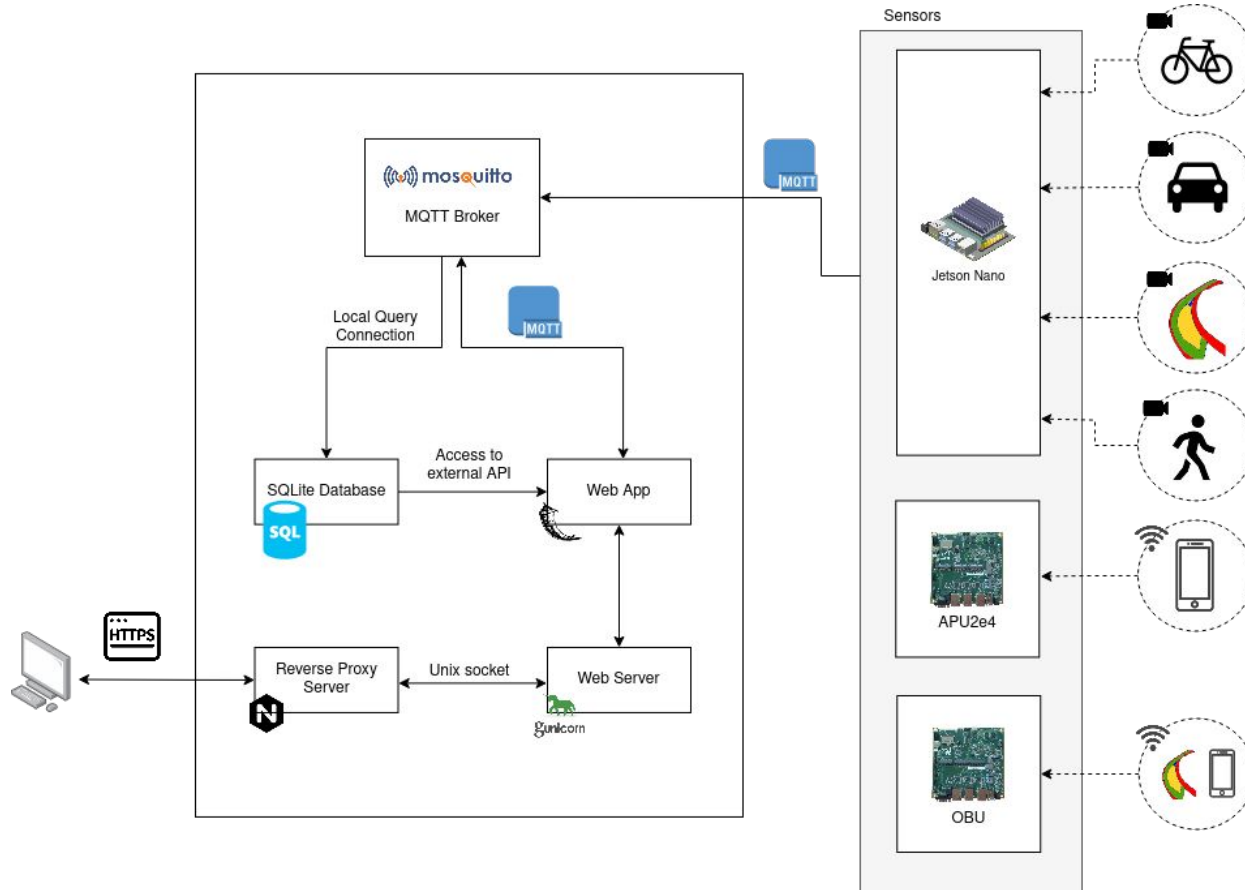 Sensors
mosquitto
MQTT Broker
MQTT
Jetson Nano
Local Query
Connection
MQTT
Access to
external API
SQLite Database
SQL
Web App
APU2e4
HTTPS
Reverse Proxy
Server
N
Unix socket
Web Server
gunicorn
OBU